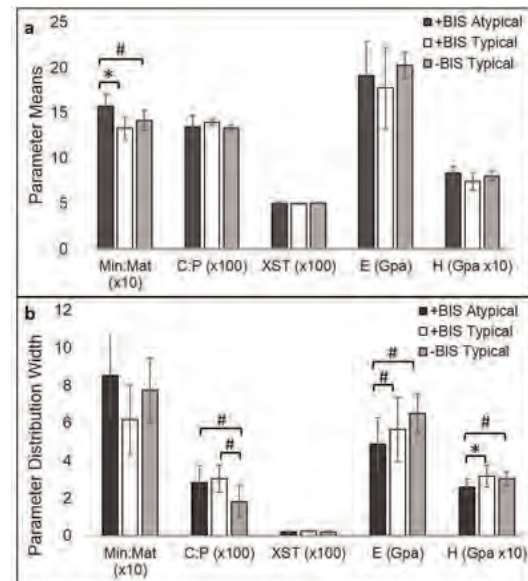 a
25
20
15
10
5
0
Parameter Means
+BIS Atypical
+BIS Typical
-BIS Typical
#
*
Min:Mat
(x10)
C:P (x100)
XST (x100)
E (Gpa)
H (Gpa x10)
b
12
10
8
6
4
2
0
Parameter Distribution Width
+BIS Atypical
+BIS Typical
-BIS Typical
#
#
#
#
#
*
Min:Mat
(x10)
C:P (x100)
XST (x100)
E (Gpa)
H (Gpa x10)